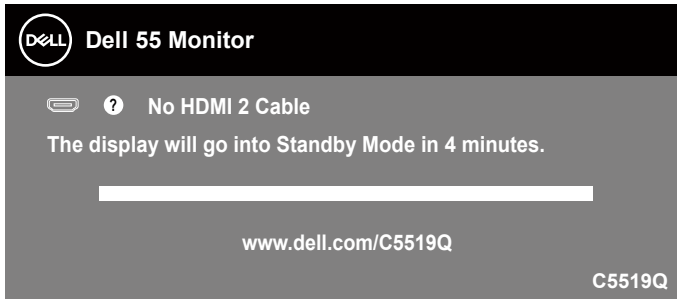 DELL Dell 55 Monitor
? No HDMI 2 Cable
The display will go into Standby Mode in 4 minutes.
www.dell.com/C5519Q
C5519Q